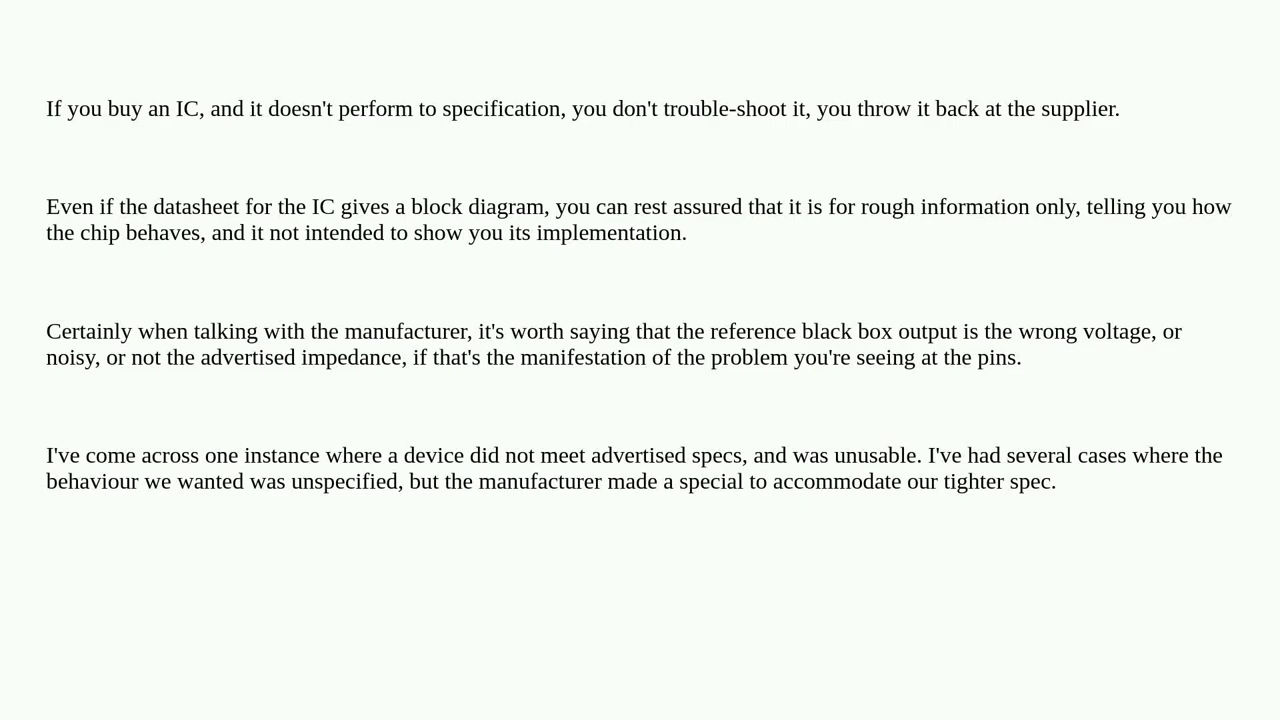 If you buy an IC, and it doesn't perform to specification, you don't trouble-shoot it, you throw it back at the supplier.
Even if the datasheet for the IC gives a block diagram, you can rest assured that it is for rough information only, telling you how
the chip behaves, and it not intended to show you its implementation.
Certainly when talking with the manufacturer, it's worth saying that the reference black box output is the wrong voltage, or
noisy, or not the advertised impedance, if that's the manifestation of the problem you're seeing at the pins.
I've come across one instance where a device did not meet advertised specs, and was unusable. I've had several cases where the
behaviour we wanted was unspecified, but the manufacturer made a special to accommodate our tighter spec.